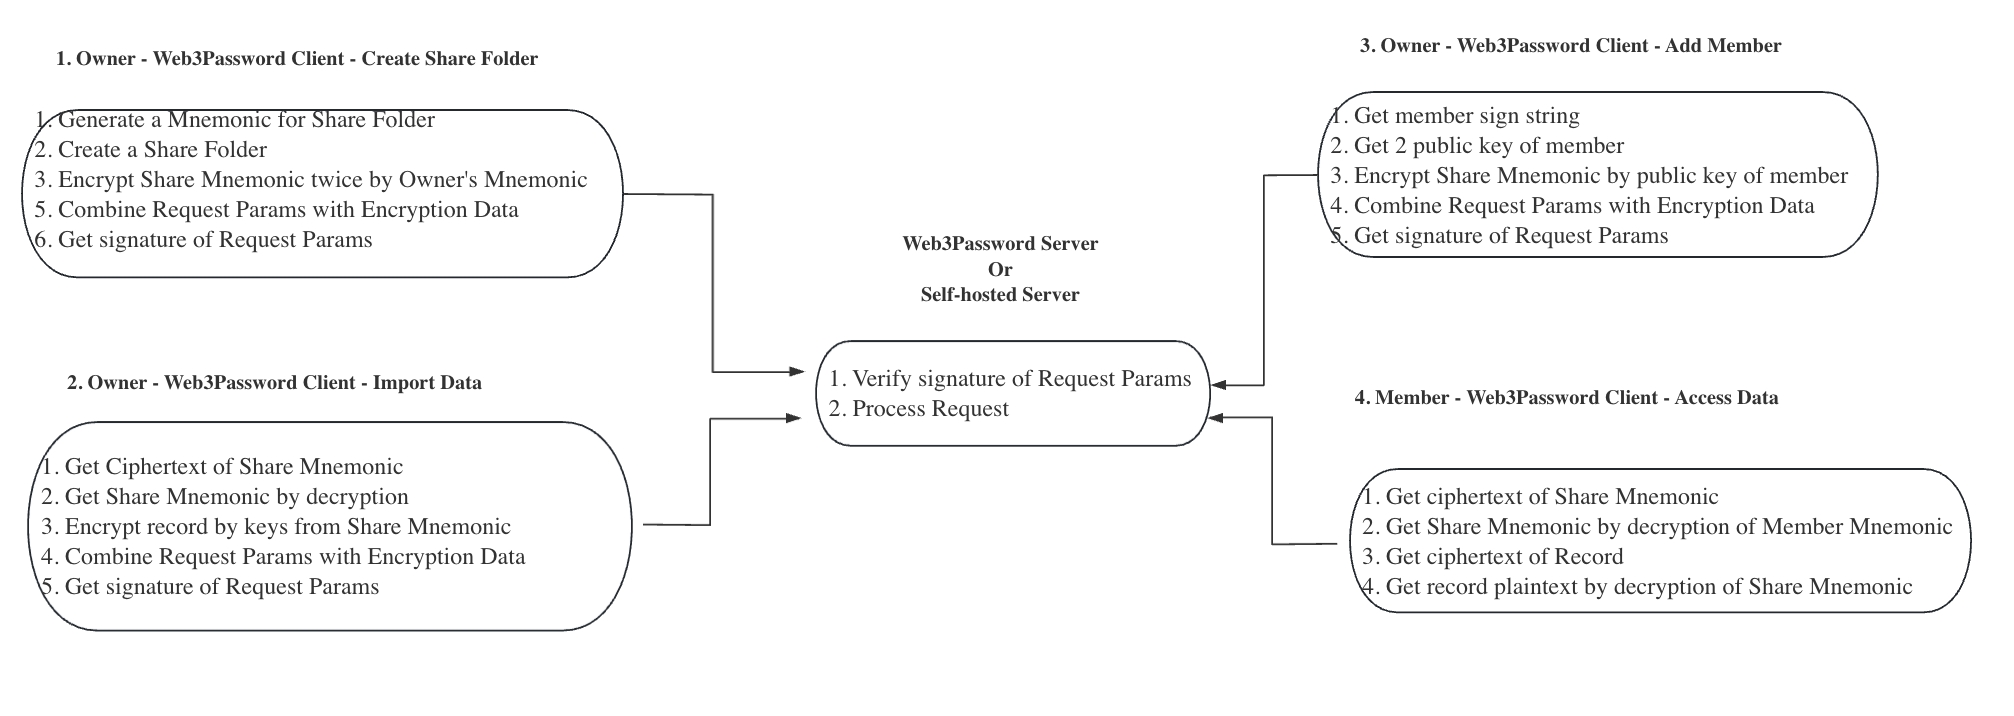 1. Owner - Web3Password Client - Create Share Folder
1. Generate a Mnemonic for Share Folder
2. Create a Share Folder
3. Encrypt Share Mnemonic twice by Owner's Mnemonic
5. Combine Request Params with Encryption Data
6. Get signature of Request Params
2. Owner - Web3Password Client - Import Data
1. Get Ciphertext of Share Mnemonic
2. Get Share Mnemonic by decryption
3. Encrypt record by keys from Share Mnemonic
4. Combine Request Params with Encryption Data
5. Get signature of Request Params
Web3Password Server
Or
Self-hosted Server
1. Verify signature of Request Params
2. Process Request
3. Owner - Web3Password Client - Add Member
1. Get member sign string
2. Get 2 public key of member
3. Encrypt Share Mnemonic by public key of member
4. Combine Request Params with Encryption Data
5. Get signature of Request Params
4. Member - Web3Password Client - Access Data
1. Get ciphertext of Share Mnemonic
2. Get Share Mnemonic by decryption of Member Mnemonic
3. Get ciphertext of Record
4. Get record plaintext by decryption of Share Mnemonic